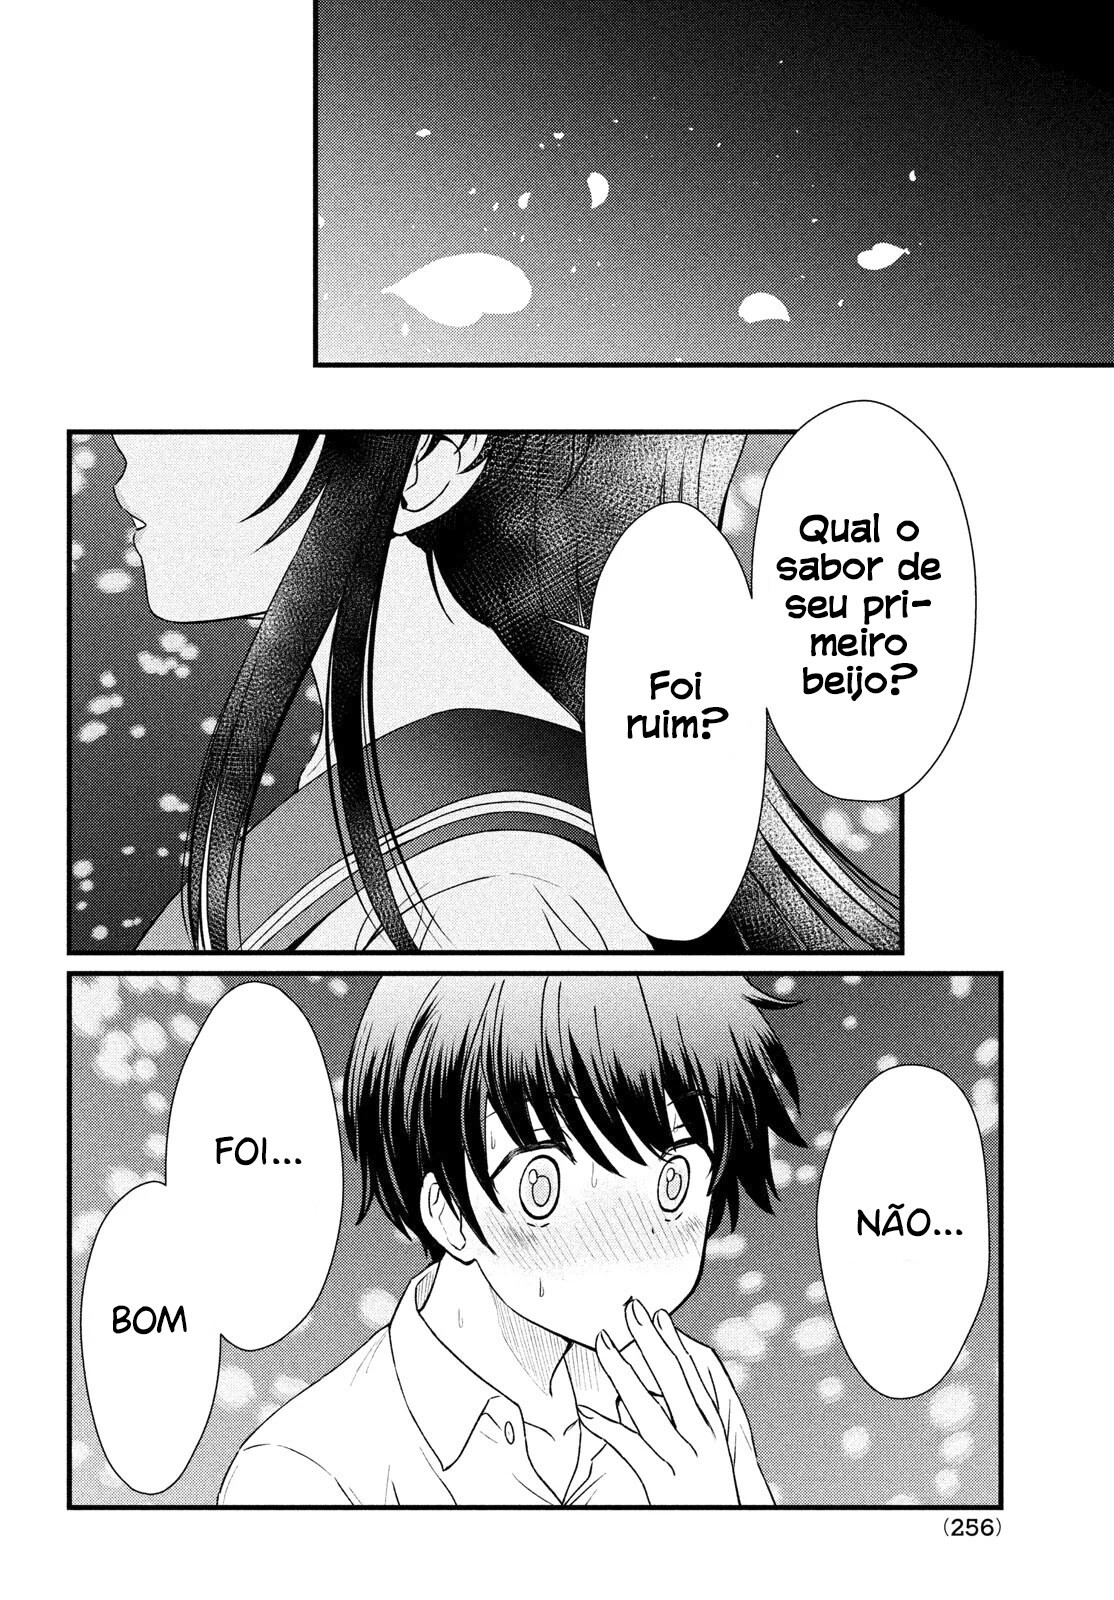 Qual o
sabor de
seu pri-
meiro
beijo?
Foi
ruim?
NÃO...
FOI...
BOM
(256)